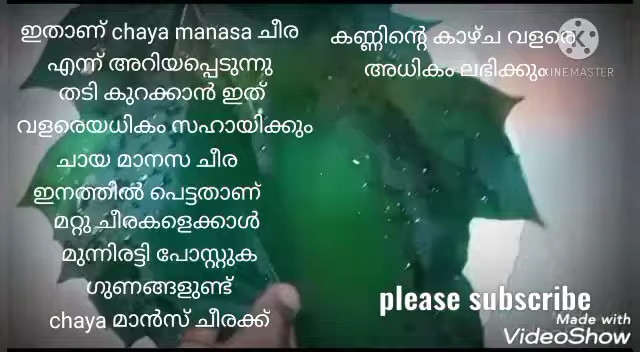 ഇതാണ് chaya manasa ചീര
എന്ന് അറിയപ്പെടുന്നു
തടി കുറക്കാൻ ഇത്
വളരെയധികം സഹായിക്കും
ചായ മാനസ ചീര
ഇനത്തിൽ പെട്ടതാണ്
മറ്റു ചീരകളെക്കാൾ
മുന്നിരട്ടി പോസ്റ്റുക
ഗുണങ്ങളുണ്ട്
chaya മാൻസ് ചീരക്ക്
കണ്ണിന്റെ കാഴ്ച വളരെ
അധികം ലഭിക്കും
KINEMASTER
please subscribe
Made with
VideoShow